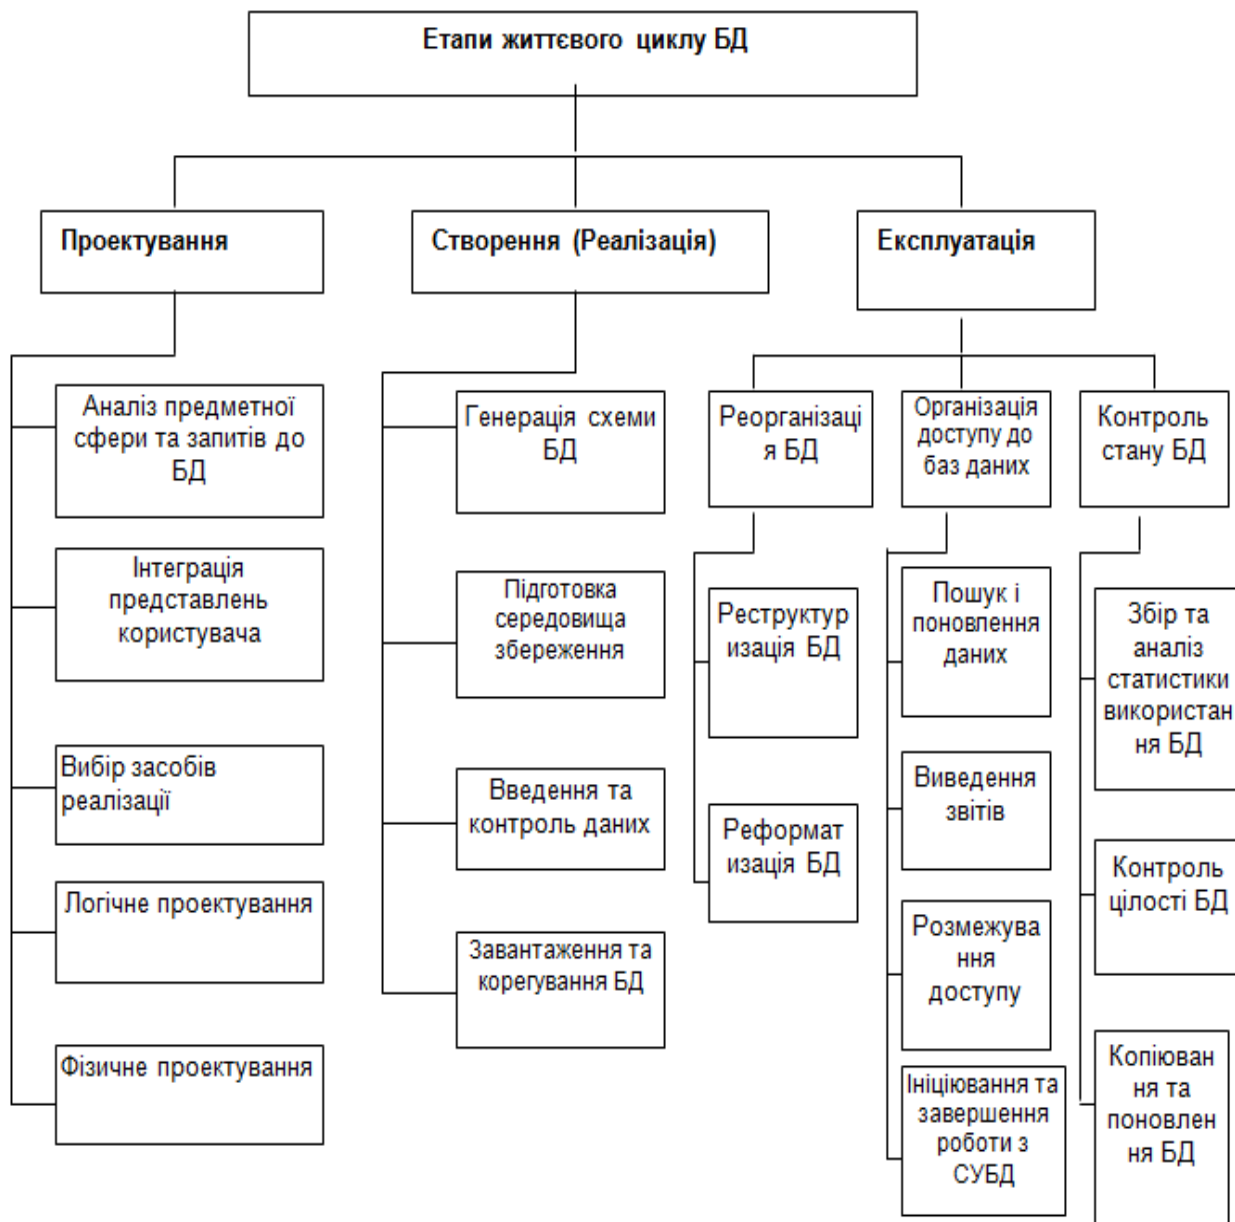 Етапи життєвого циклу БД
Проектування
Створення (Реалізація)
Експлуатація
Аналіз предметної
сфери та запитів до
БД
Інтеграція
представлень
користувача
Вибір засобів
реалізації
Логічне проектування
Фізичне проектування
Генерація схеми
БД
Підготовка
середовища
збереження
Введення та
контроль даних
Завантаження та
корегування БД
Реорганізаці
я БД
Реструктур
изація БД
Реформат
изація БД
Організація
доступу до
баз даних
Пошук і
поновлення
даних
Виведення
звітів
Розмежува
ння
доступу
Ініціювання та
завершення
роботи з
СУБД
Контроль
стану БД
Збір та
аналіз
статистики
використан
ня БД
Контроль
цілості БД
Копіюван
ня та
поновлен
ня БД